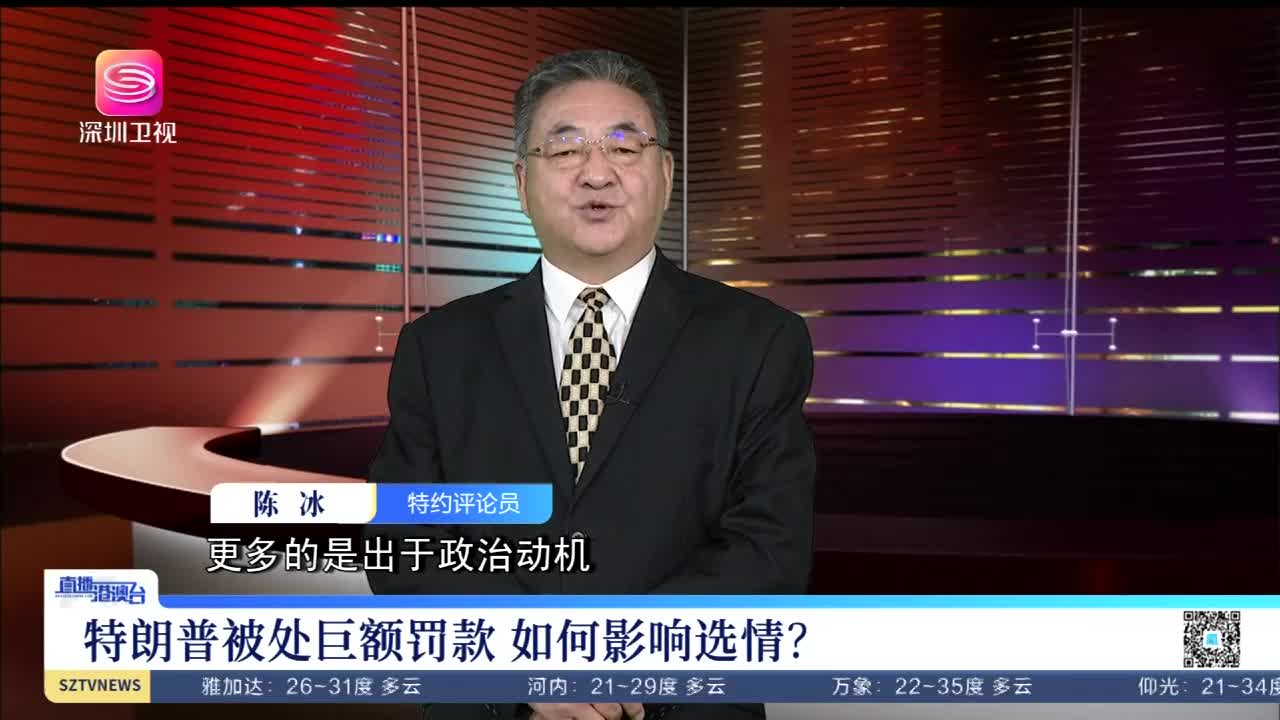 深圳卫视
陈 冰
特约评论员
更多的是出于政治动机
直播港澳台
特朗普被处巨额罚款 如何影响选情?
SZTVNEWS
雅加达: 26~31度 多云
河内: 21~29度 多云
万象: 22~35度 多云
仰光: 21~34度